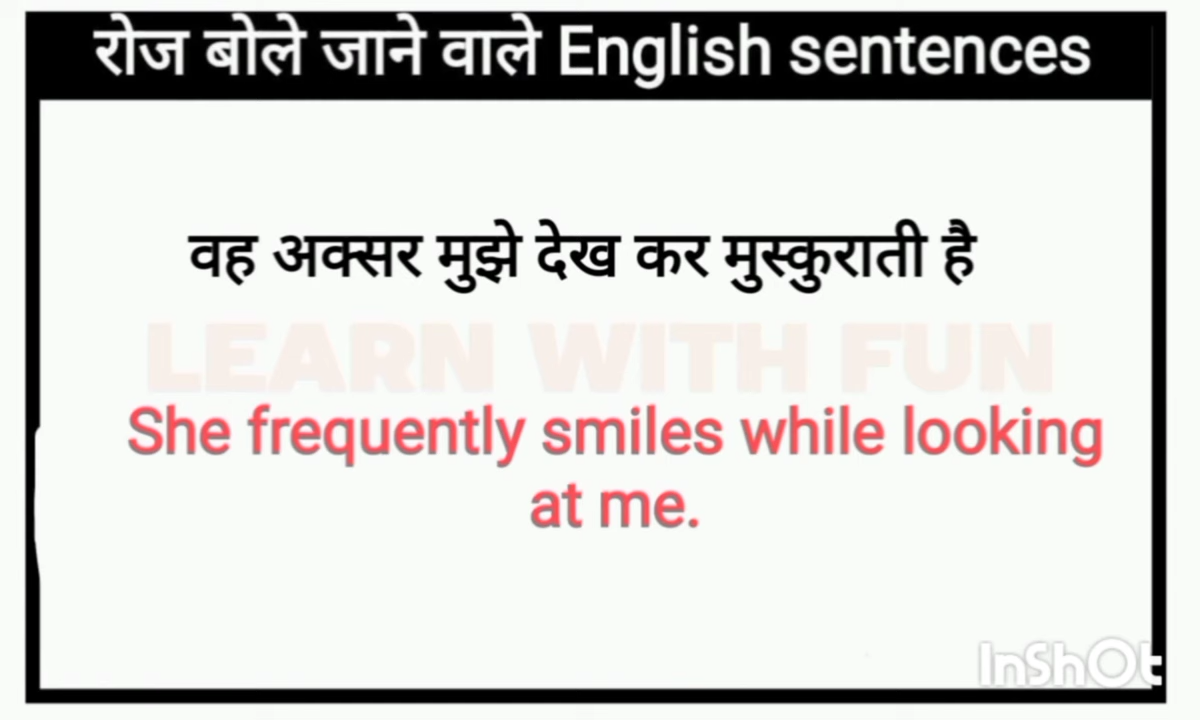 रोज बोले जाने वाले English sentences
वह अक्सर मुझे देख कर मुस्कुराती है
LEARN WITH FUN
She frequently smiles while looking
at me.
InShOt